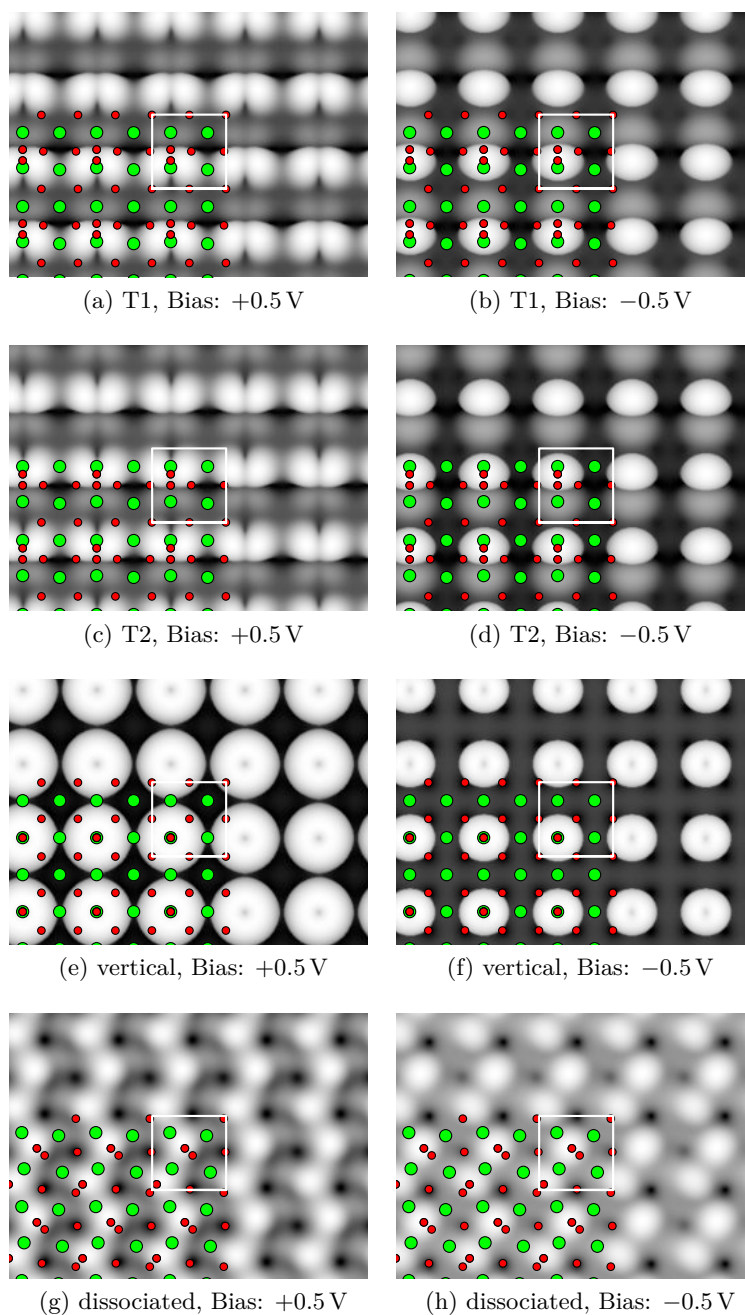 (a) T1, Bias: +0.5 V
(b) T1, Bias: −0.5 V
(c) T2, Bias: +0.5 V
(d) T2, Bias: −0.5 V
(e) vertical, Bias: +0.5 V
(f) vertical, Bias: −0.5 V
(g) dissociated, Bias: +0.5 V
(h) dissociated, Bias: −0.5 V